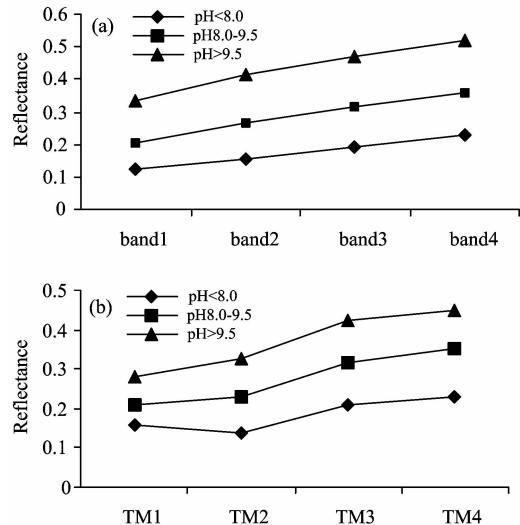 (a)
pH<8.0
pH8.0-9.5
pH>9.5
Reflectance
0.6
0.5
0.4
0.3
0.2
0.1
0
band1 band2 band3 band4
(b)
pH<8.0
pH8.0-9.5
pH>9.5
Reflectance
0.5
0.4
0.3
0.2
0.1
0
TM1 TM2 TM3 TM4